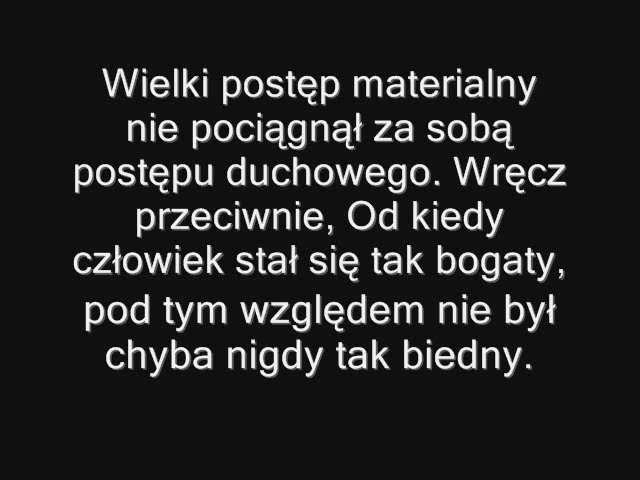 Wielki postęp materialny
nie pociągnął za sobą
postępu duchowego. Wręcz
przeciwnie, Od kiedy
człowiek stał się tak bogaty,
pod tym względem nie był
chyba nigdy tak biedny.